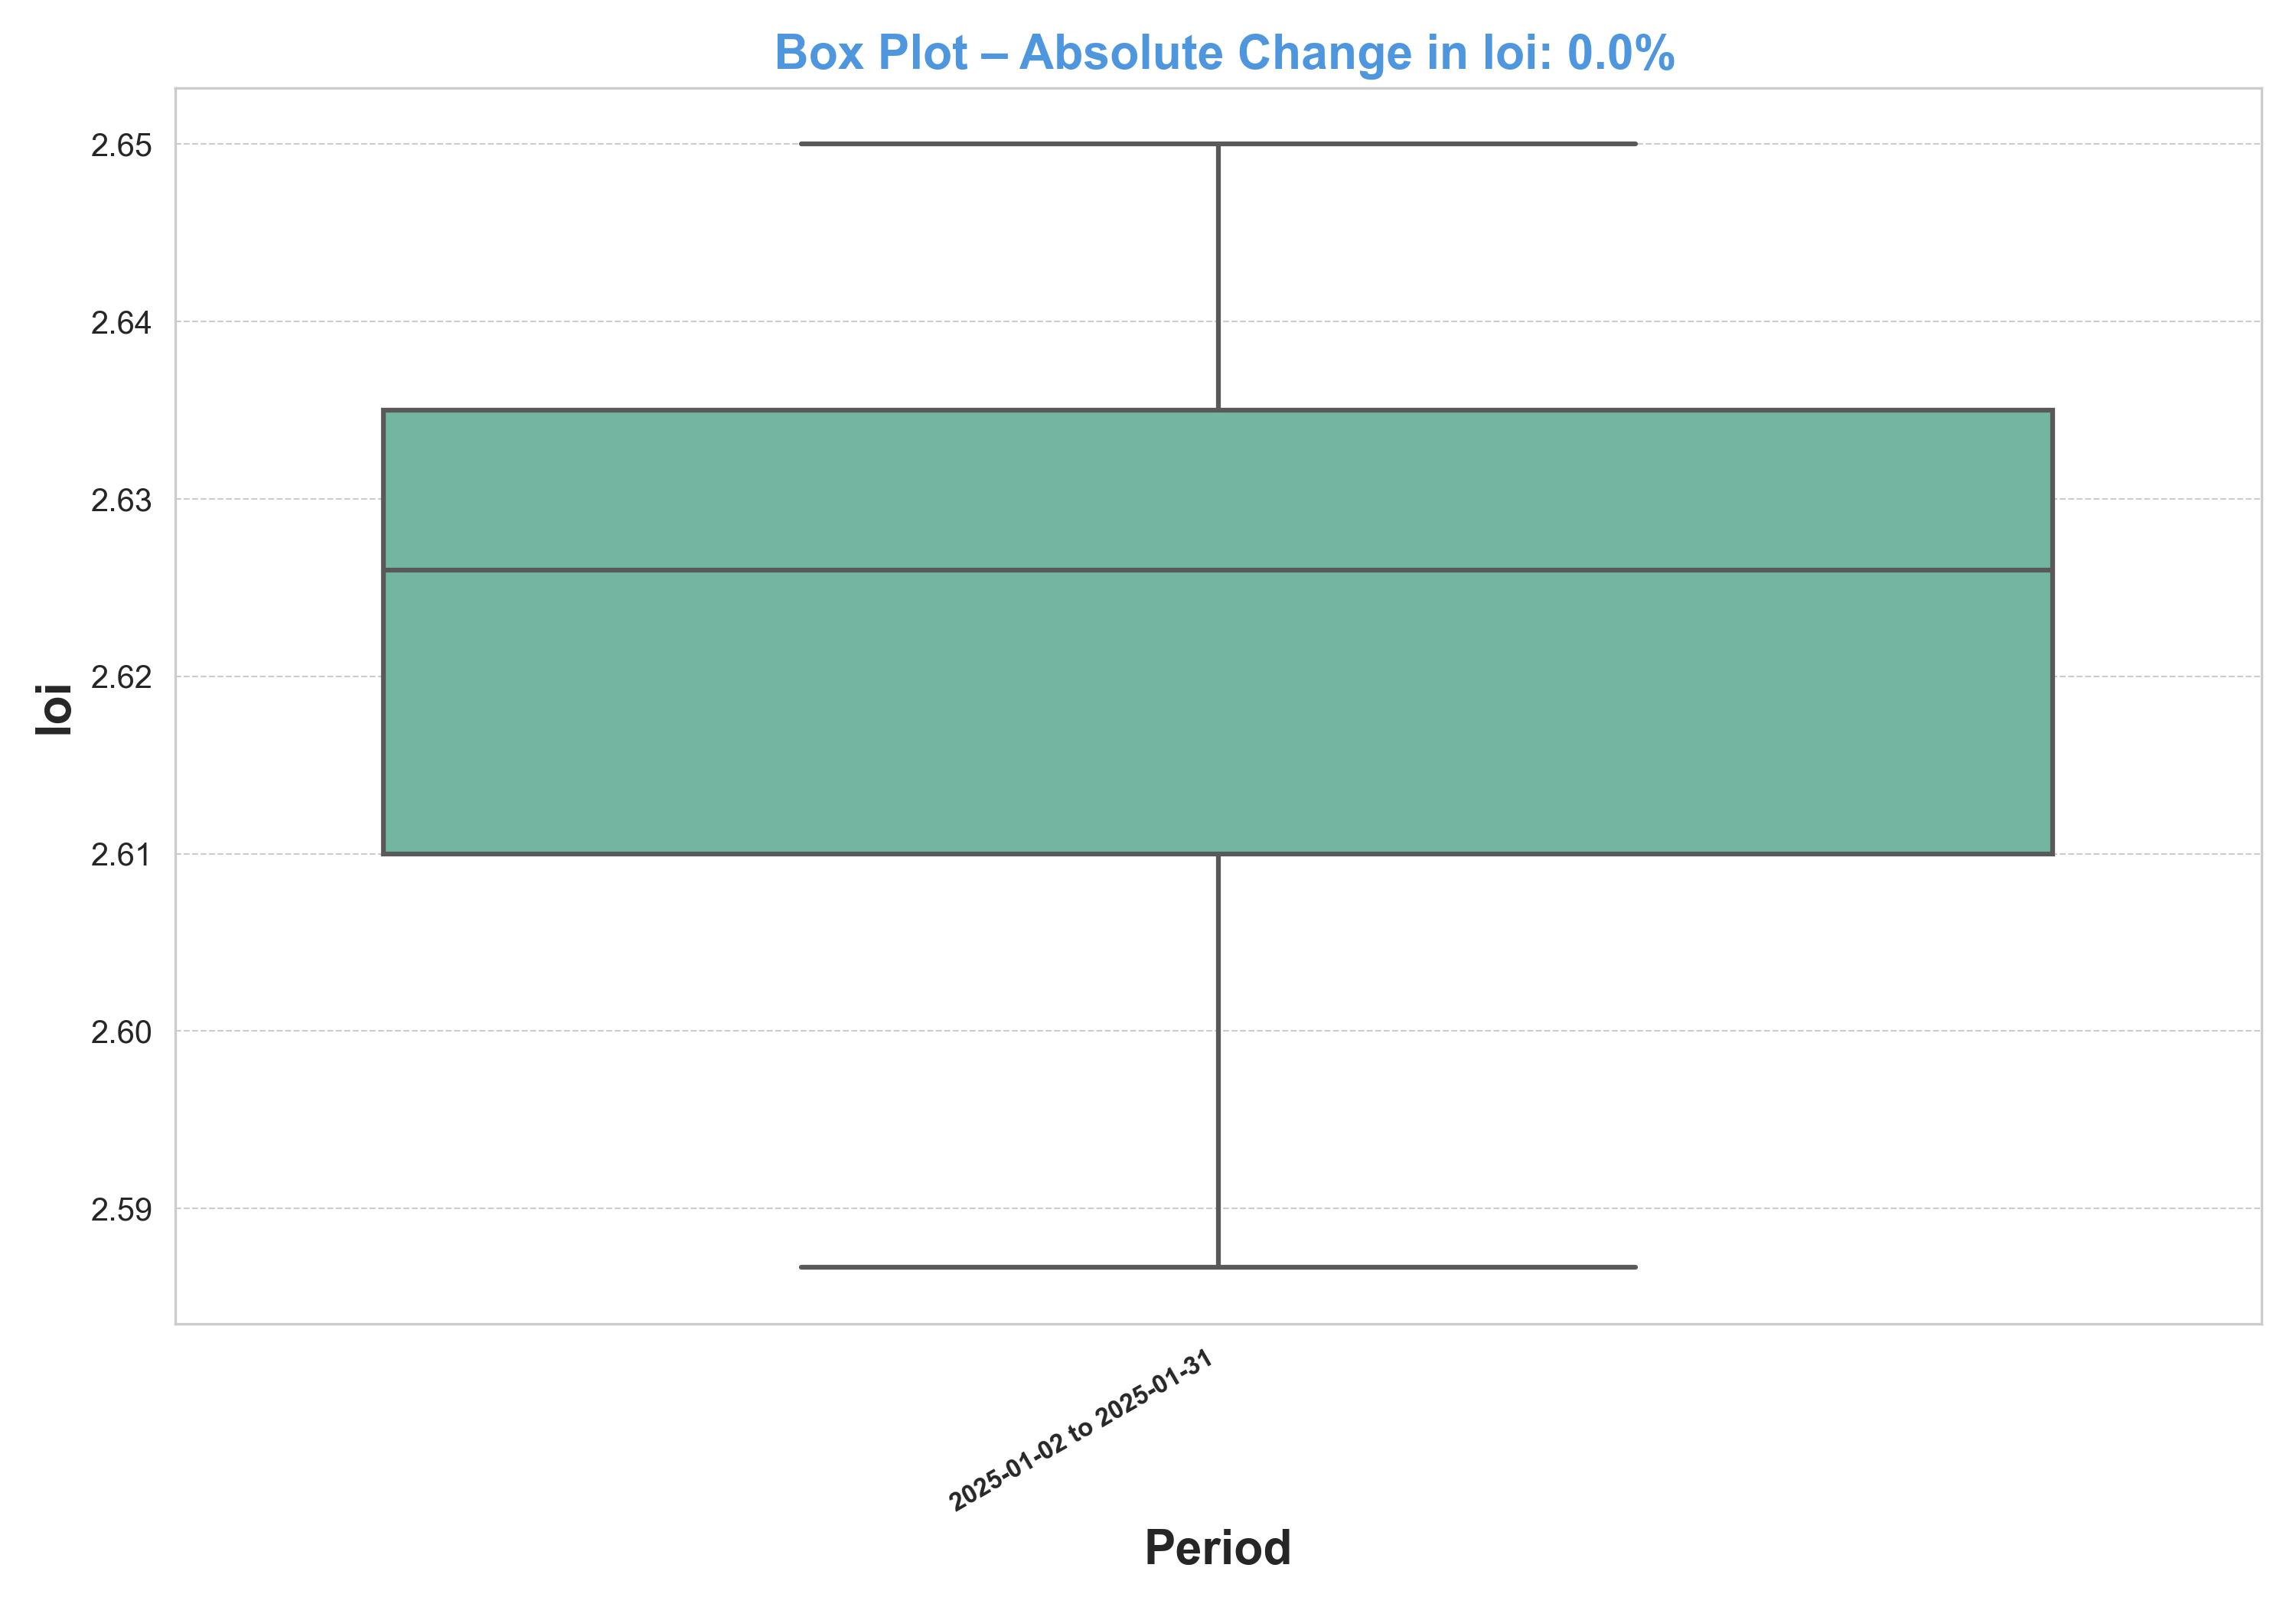 Box Plot – Absolute Change in loi: 0.0%
2.65
2.64
2.63
2.62
2.61
2.60
2.59
loi
2025-01-02 to 2025-01-31
Period